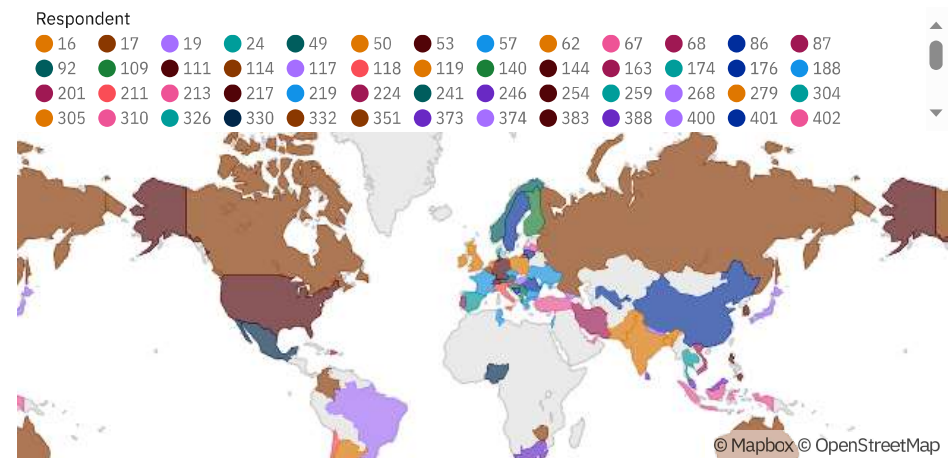 Respondent
16 17 19 24 49 50 53 57 62 67 68 86 87
92 109 111 114 117 118 119 140 144 163 174 176 188
201 211 213 217 219 224 241 246 254 259 268 279 304
305 310 326 330 332 351 373 374 383 388 400 401 402
© Mapbox © OpenStreetMap